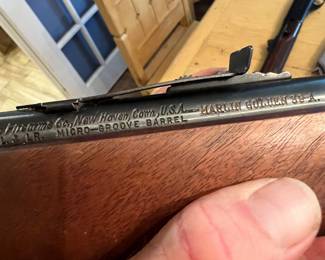 Firearms Co. New Haven, Conn. U.S.A.— MARLIN GOLDEN 39-A
L. & L.R. — MICRO-GROOVE BARREL